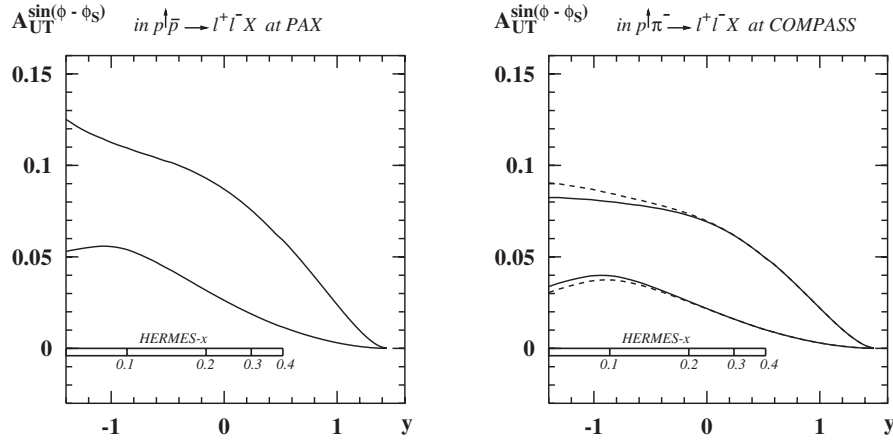 A_UT^sin(ϕ - ϕ_S) in p↑p̄ → l⁺l⁻X at PAX
0.15
0.1
0.05
0
HERMES-x
0.1 0.2 0.3 0.4
-1 0 1 y
A_UT^sin(ϕ - ϕ_S) in p↑π⁻ → l⁺l⁻X at COMPASS
0.15
0.1
0.05
0
HERMES-x
0.1 0.2 0.3 0.4
-1 0 1 y